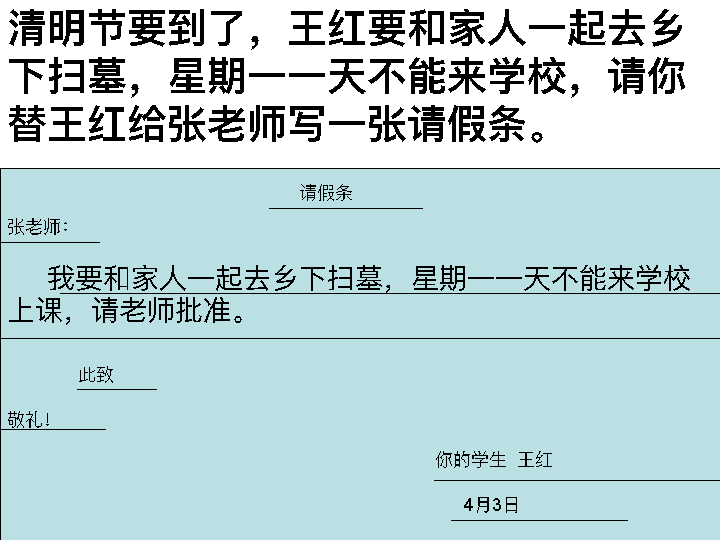 清明节要到了，王红要和家人一起去乡
下扫墓，星期一一天不能来学校，请你
替王红给张老师写一张请假条。
请假条
张老师：
我要和家人一起去乡下扫墓，星期一一天不能来学校
上课，请老师批准。
此致
敬礼！
你的学生 王红
4月3日